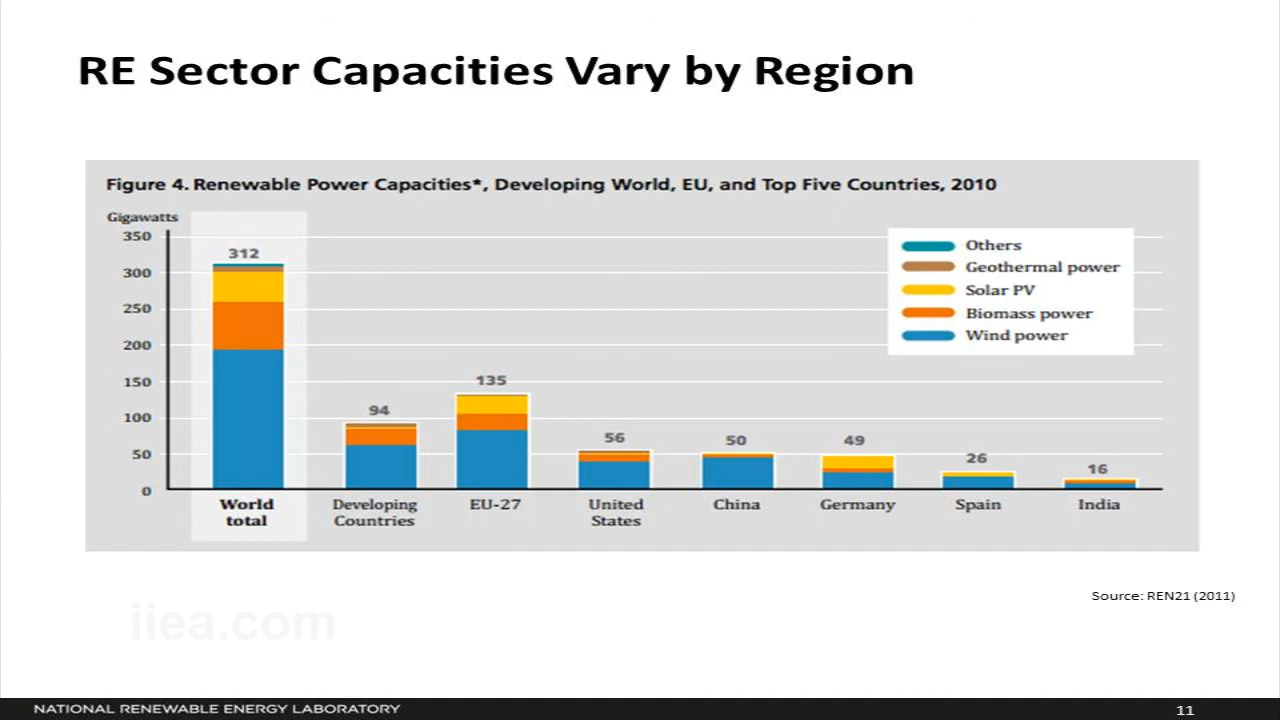 RE Sector Capacities Vary by Region
Figure 4. Renewable Power Capacities*, Developing World, EU, and Top Five Countries, 2010
Gigawatts
350
300
250
200
150
100
50
0
312
94
135
56
50
49
26
16
Others
Geothermal power
Solar PV
Biomass power
Wind power
World
total
Developing
Countries
EU-27
United
States
China
Germany
Spain
India
Source: REN21 (2011)
iiea.com
NATIONAL RENEWABLE ENERGY LABORATORY
11